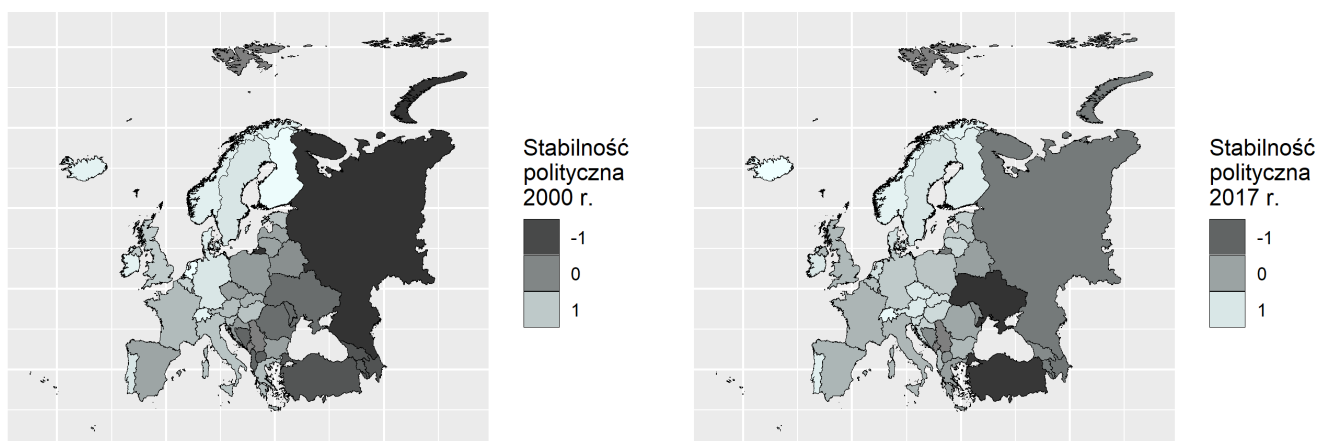 Stabilność
polityczna
2000 r.
-1
0
1
Stabilność
polityczna
2017 r.
-1
0
1